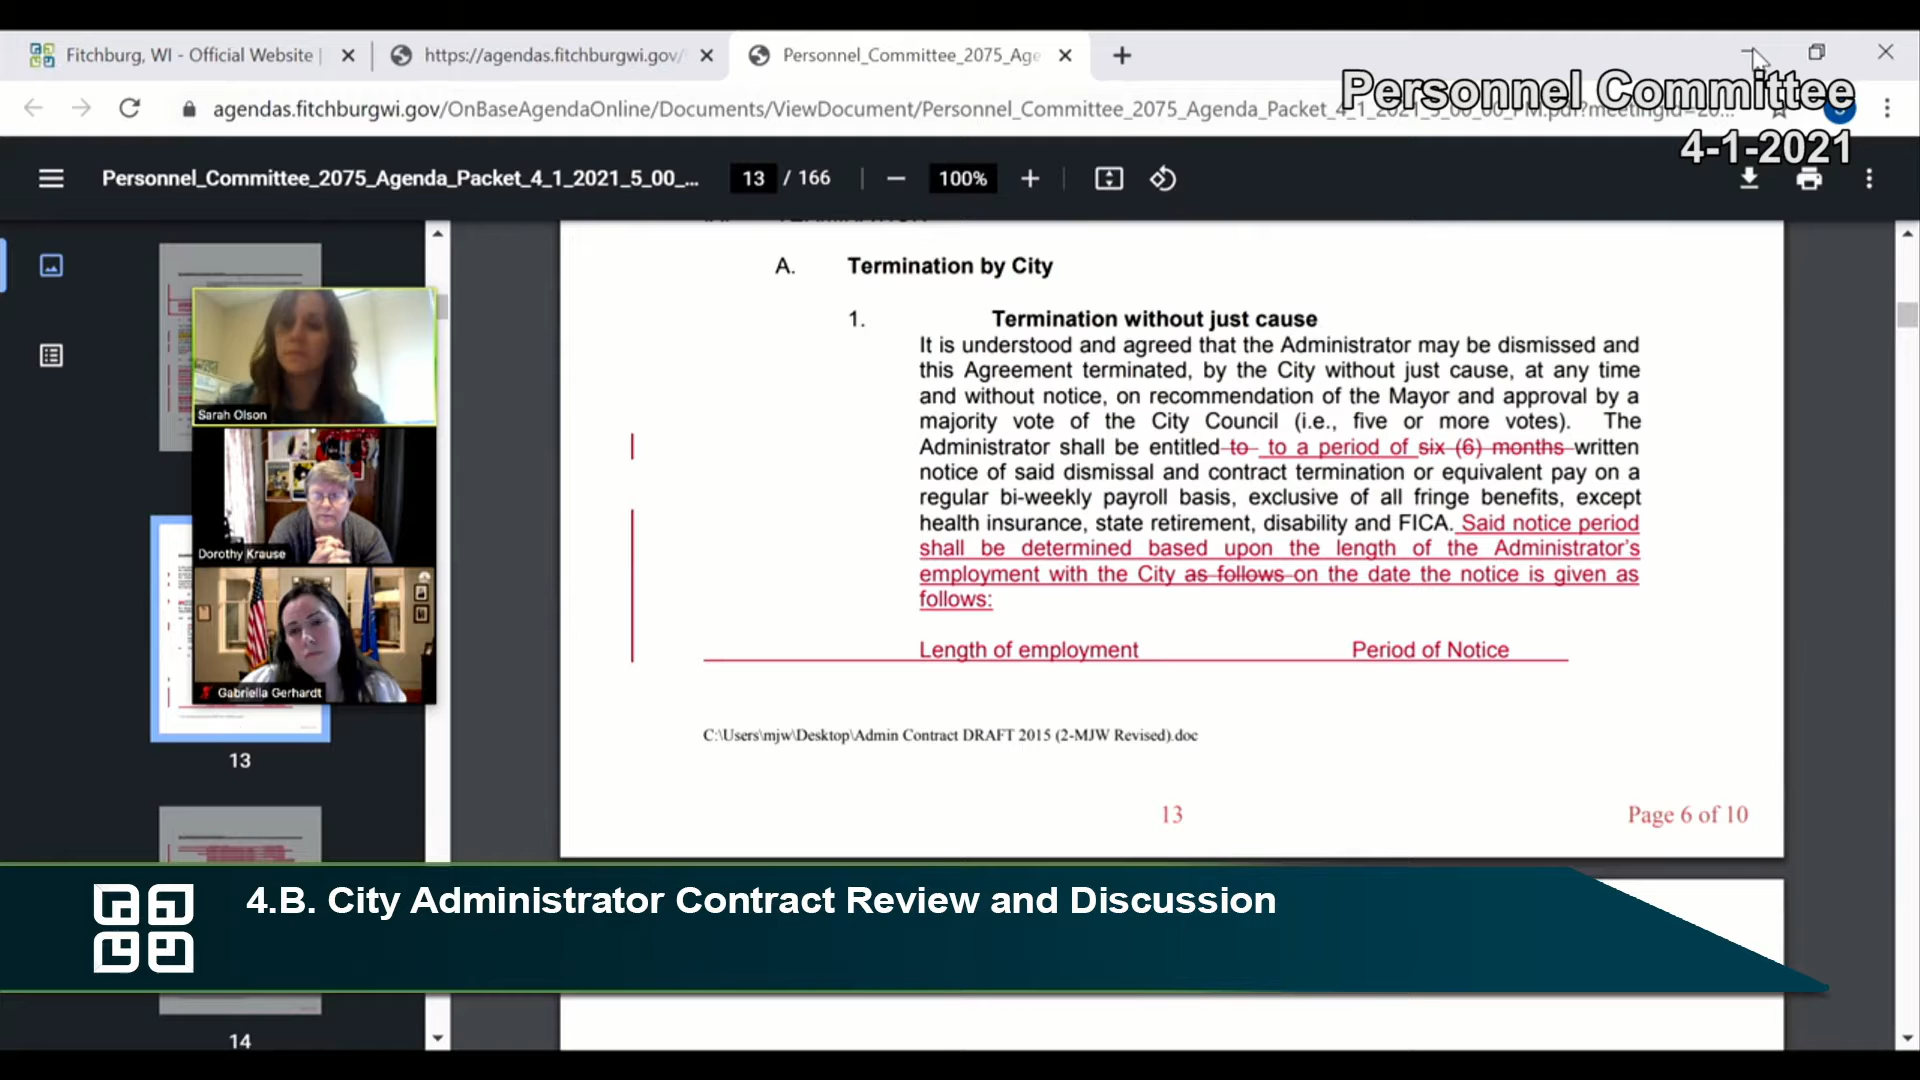 Fitchburg, WI - Official Website |
https://agendas.fitchburgwi.gov/
Personnel_Committee_2075_Age
agendas.fitchburgwi.gov/OnBaseAgendaOnline/Documents/ViewDocument/Personnel_Committee_2075_Agenda_Packet_4_1_2021_5_00_00_PM.pdf?meetingId=20...
Personnel Committee
4-1-2021
Personnel_Committee_2075_Agenda_Packet_4_1_2021_5_00_...
13 / 166
100%
A. Termination by City
1. Termination without just cause
It is understood and agreed that the Administrator may be dismissed and
this Agreement terminated, by the City without just cause, at any time
and without notice, on recommendation of the Mayor and approval by a
majority vote of the City Council (i.e., five or more votes). The
Administrator shall be entitled to to a period of six (6) months written
notice of said dismissal and contract termination or equivalent pay on a
regular bi-weekly payroll basis, exclusive of all fringe benefits, except
health insurance, state retirement, disability and FICA. Said notice period
shall be determined based upon the length of the Administrator's
employment with the City as follows on the date the notice is given as
follows:
Length of employment Period of Notice
C:\Users\mjw\Desktop\Admin Contract DRAFT 2015 (2-MJW Revised).doc
13 Page 6 of 10
Sarah Olson
Dorothy Krause
Gabriella Gerhardt
13
14
4.B. City Administrator Contract Review and Discussion